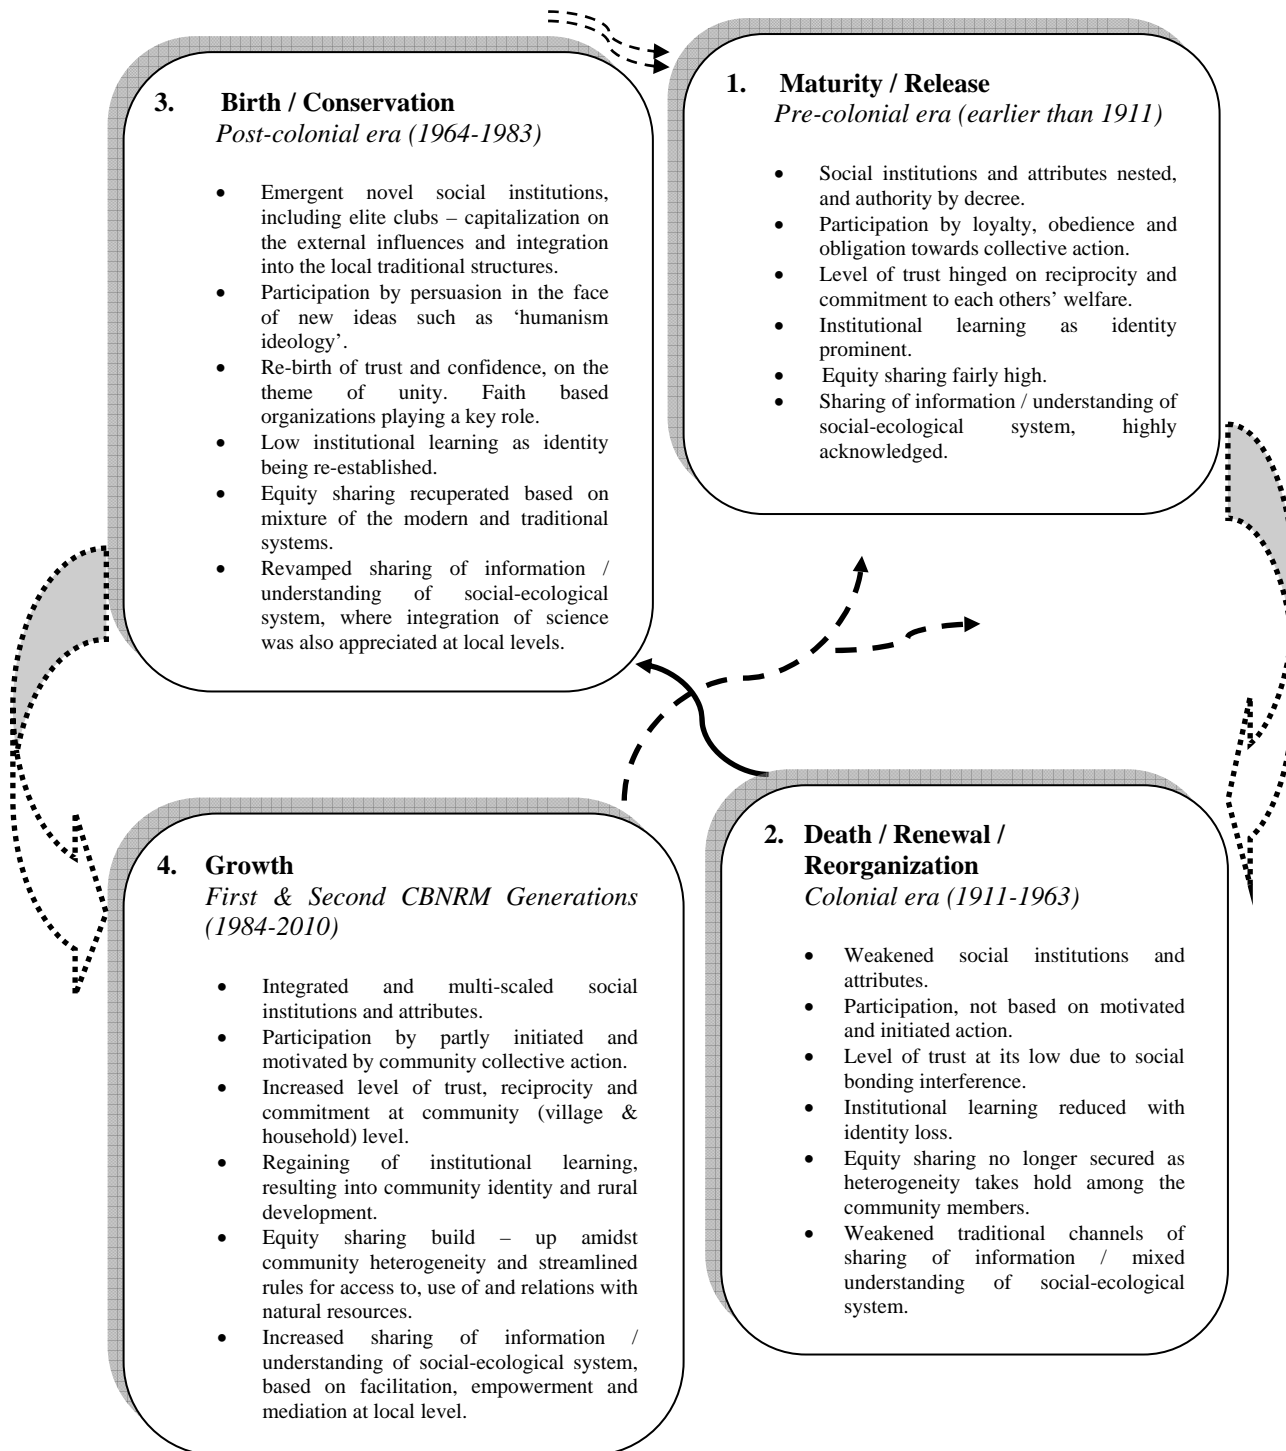 1. Maturity / Release
Pre-colonial era (earlier than 1911)
• Social institutions and attributes nested,
and authority by decree.
• Participation by loyalty, obedience and
obligation towards collective action.
• Level of trust hinged on reciprocity and
commitment to each others’ welfare.
• Institutional learning as identity
prominent.
• Equity sharing fairly high.
• Sharing of information / understanding of
social-ecological system, highly
acknowledged.
2. Death / Renewal /
Reorganization
Colonial era (1911-1963)
• Weakened social institutions and
attributes.
• Participation, not based on motivated
and initiated action.
• Level of trust at its low due to social
bonding interference.
• Institutional learning reduced with
identity loss.
• Equity sharing no longer secured as
heterogeneity takes hold among the
community members.
• Weakened traditional channels of
sharing of information / mixed
understanding of social-ecological
system.
3. Birth / Conservation
Post-colonial era (1964-1983)
• Emergent novel social institutions,
including elite clubs – capitalization on
the external influences and integration
into the local traditional structures.
• Participation by persuasion in the face
of new ideas such as ‘humanism
ideology’.
• Re-birth of trust and confidence, on the
theme of unity. Faith based
organizations playing a key role.
• Low institutional learning as identity
being re-established.
• Equity sharing recuperated based on
mixture of the modern and traditional
systems.
• Revamped sharing of information /
understanding of social-ecological
system, where integration of science
was also appreciated at local levels.
4. Growth
First & Second CBNRM Generations
(1984-2010)
• Integrated and multi-scaled social
institutions and attributes.
• Participation by partly initiated and
motivated by community collective action.
• Increased level of trust, reciprocity and
commitment at community (village &
household) level.
• Regaining of institutional learning,
resulting into community identity and rural
development.
• Equity sharing build – up amidst
community heterogeneity and streamlined
rules for access to, use of and relations with
natural resources.
• Increased sharing of information /
understanding of social-ecological system,
based on facilitation, empowerment and
mediation at local level.